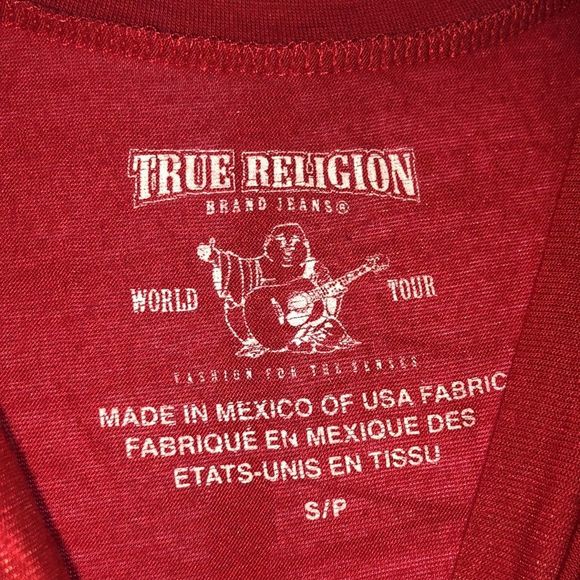 TRUE RELIGION
BRAND JEANS®
WORLD TOUR
FASHION FOR THE SENSES
MADE IN MEXICO OF USA FABRIC
FABRIQUÉ EN MEXIQUE DES
ETATS-UNIS EN TISSU
S/P